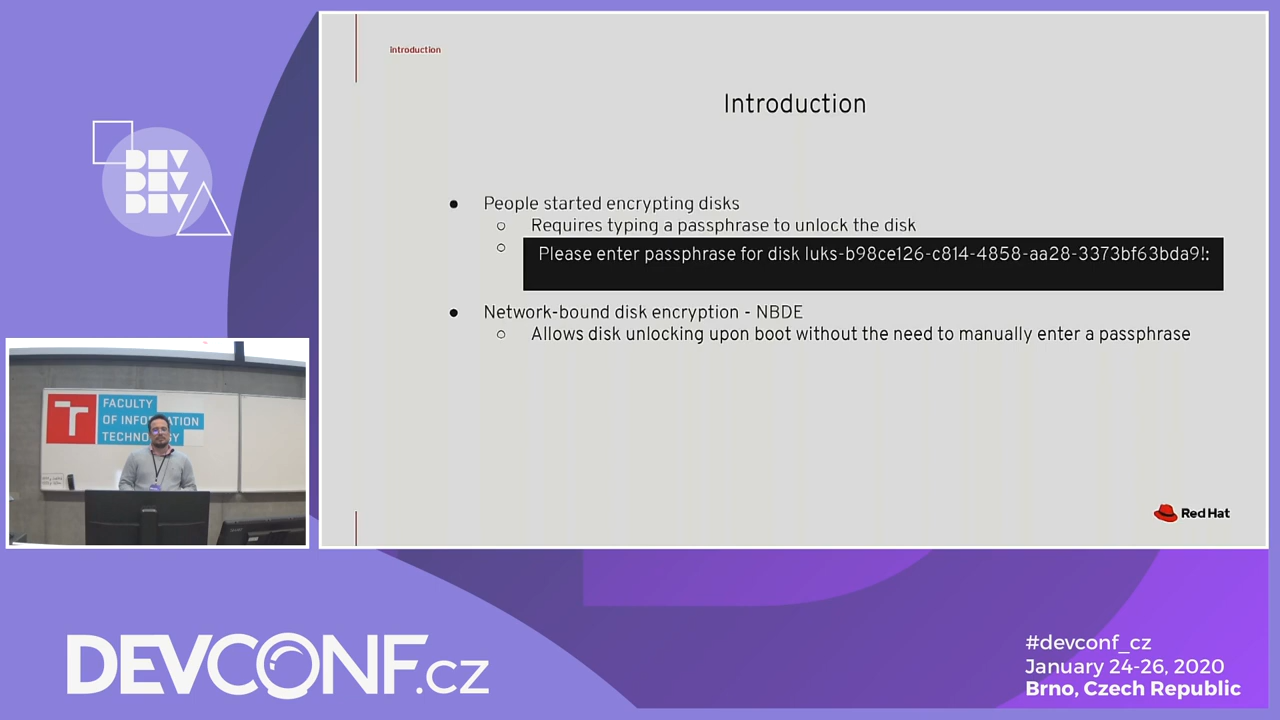 introduction
Introduction
● People started encrypting disks
○ Requires typing a passphrase to unlock the disk
○ Please enter passphrase for disk luks-b98ce126-c814-4858-aa28-3373bf63bda9!:
● Network-bound disk encryption - NBDE
○ Allows disk unlocking upon boot without the need to manually enter a passphrase
Red Hat
DEV
DEV
DEV
FACULTY
OF INFORMATION
TECHNOLOGY
DEVCONF.cz
#devconf_cz
January 24-26, 2020
Brno, Czech Republic